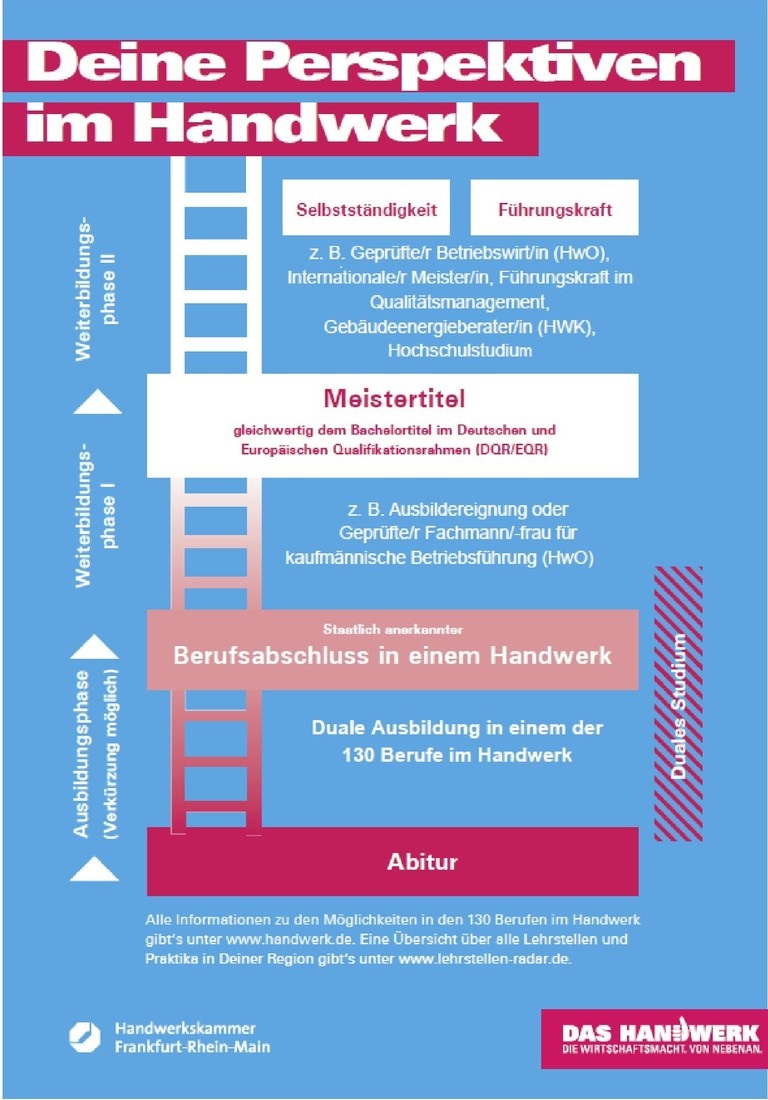 Deine Perspektiven
im Handwerk
Weiterbildungs-
phase II
Selbstständigkeit
Führungskraft
z. B. Geprüfte/r Betriebswirt/in (HwO),
Internationale/r Meister/in, Führungskraft im
Qualitätsmanagement,
Gebäudeenergieberater/in (HWK),
Hochschulstudium
Meistertitel
gleichwertig dem Bachelortitel im Deutschen und
Europäischen Qualifikationsrahmen (DQR/EQR)
Weiterbildungs-
phase I
z. B. Ausbildereignung oder
Geprüfte/r Fachmann/-frau für
kaufmännische Betriebsführung (HwO)
Staatlich anerkannter
Berufsabschluss in einem Handwerk
Ausbildungsphase
(Verkürzung möglich)
Duale Ausbildung in einem der
130 Berufe im Handwerk
Duales Studium
Abitur
Alle Informationen zu den Möglichkeiten in den 130 Berufen im Handwerk
gibt's unter www.handwerk.de. Eine Übersicht über alle Lehrstellen und
Praktika in Deiner Region gibt's unter www.lehrstellen-radar.de.
Handwerkskammer
Frankfurt-Rhein-Main
DAS HANDWERK
DIE WIRTSCHAFTSMACHT. VON NEBENAN.